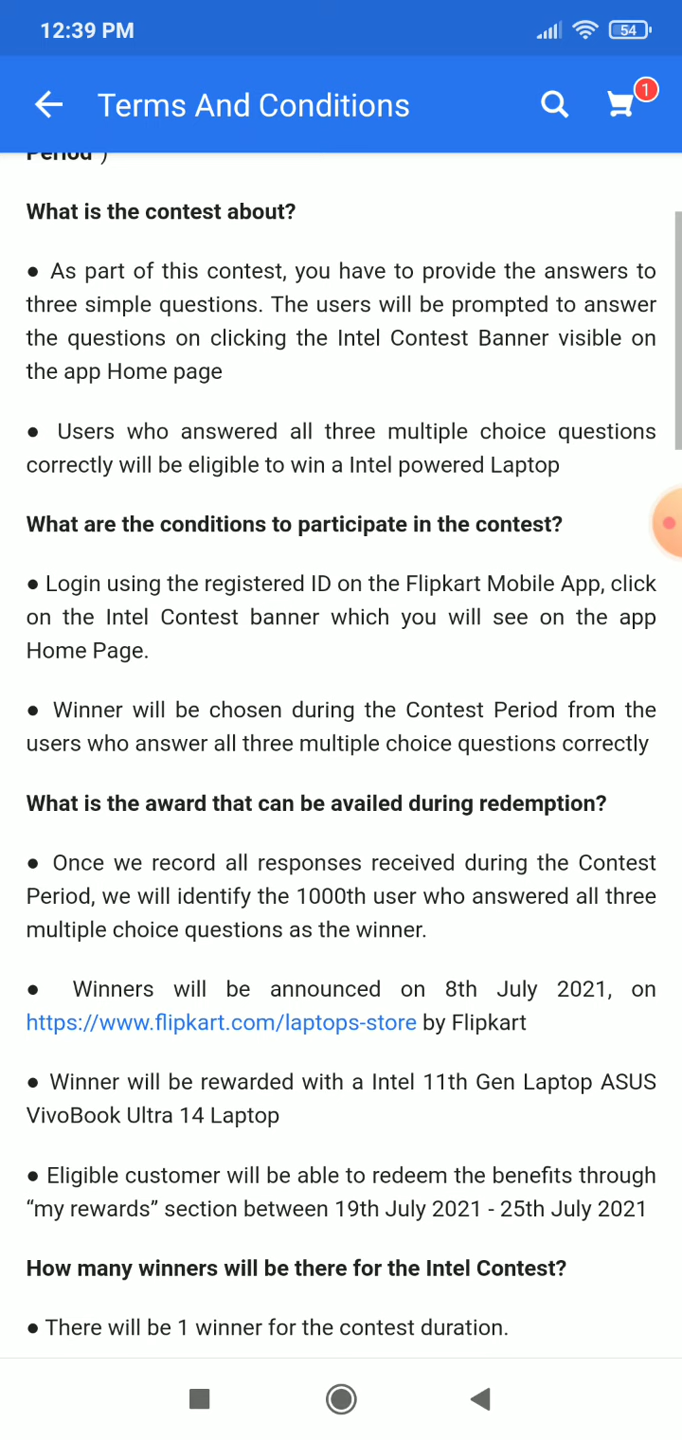 12:39 PM
54
Terms And Conditions
1
Period")
What is the contest about?
● As part of this contest, you have to provide the answers to
three simple questions. The users will be prompted to answer
the questions on clicking the Intel Contest Banner visible on
the app Home page
● Users who answered all three multiple choice questions
correctly will be eligible to win a Intel powered Laptop
What are the conditions to participate in the contest?
● Login using the registered ID on the Flipkart Mobile App, click
on the Intel Contest banner which you will see on the app
Home Page.
● Winner will be chosen during the Contest Period from the
users who answer all three multiple choice questions correctly
What is the award that can be availed during redemption?
● Once we record all responses received during the Contest
Period, we will identify the 1000th user who answered all three
multiple choice questions as the winner.
● Winners will be announced on 8th July 2021, on
https://www.flipkart.com/laptops-store by Flipkart
● Winner will be rewarded with a Intel 11th Gen Laptop ASUS
VivoBook Ultra 14 Laptop
● Eligible customer will be able to redeem the benefits through
“my rewards” section between 19th July 2021 - 25th July 2021
How many winners will be there for the Intel Contest?
● There will be 1 winner for the contest duration.